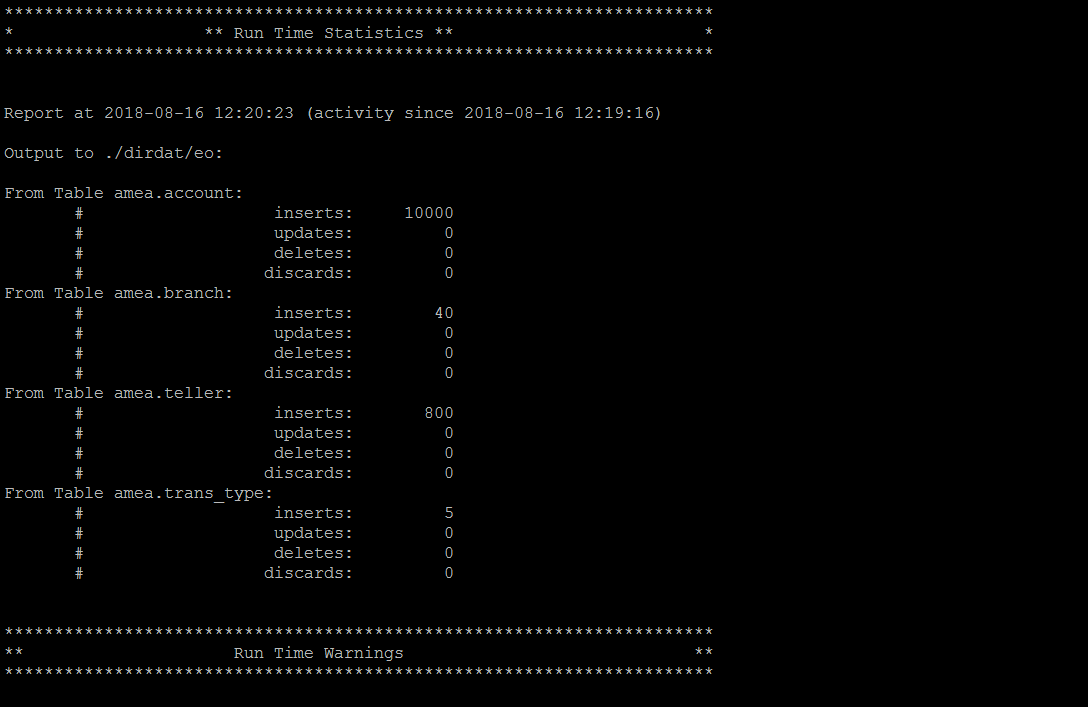 ***********************************************************************
*                   ** Run Time Statistics **                         *
***********************************************************************
Report at 2018-08-16 12:20:23 (activity since 2018-08-16 12:19:16)
Output to ./dirdat/eo:
From Table amea.account:
       #                   inserts:     10000
       #                   updates:         0
       #                   deletes:         0
       #                  discards:         0
From Table amea.branch:
       #                   inserts:        40
       #                   updates:         0
       #                   deletes:         0
       #                  discards:         0
From Table amea.teller:
       #                   inserts:       800
       #                   updates:         0
       #                   deletes:         0
       #                  discards:         0
From Table amea.trans_type:
       #                   inserts:         5
       #                   updates:         0
       #                   deletes:         0
       #                  discards:         0
***********************************************************************
**                     Run Time Warnings                             **
***********************************************************************